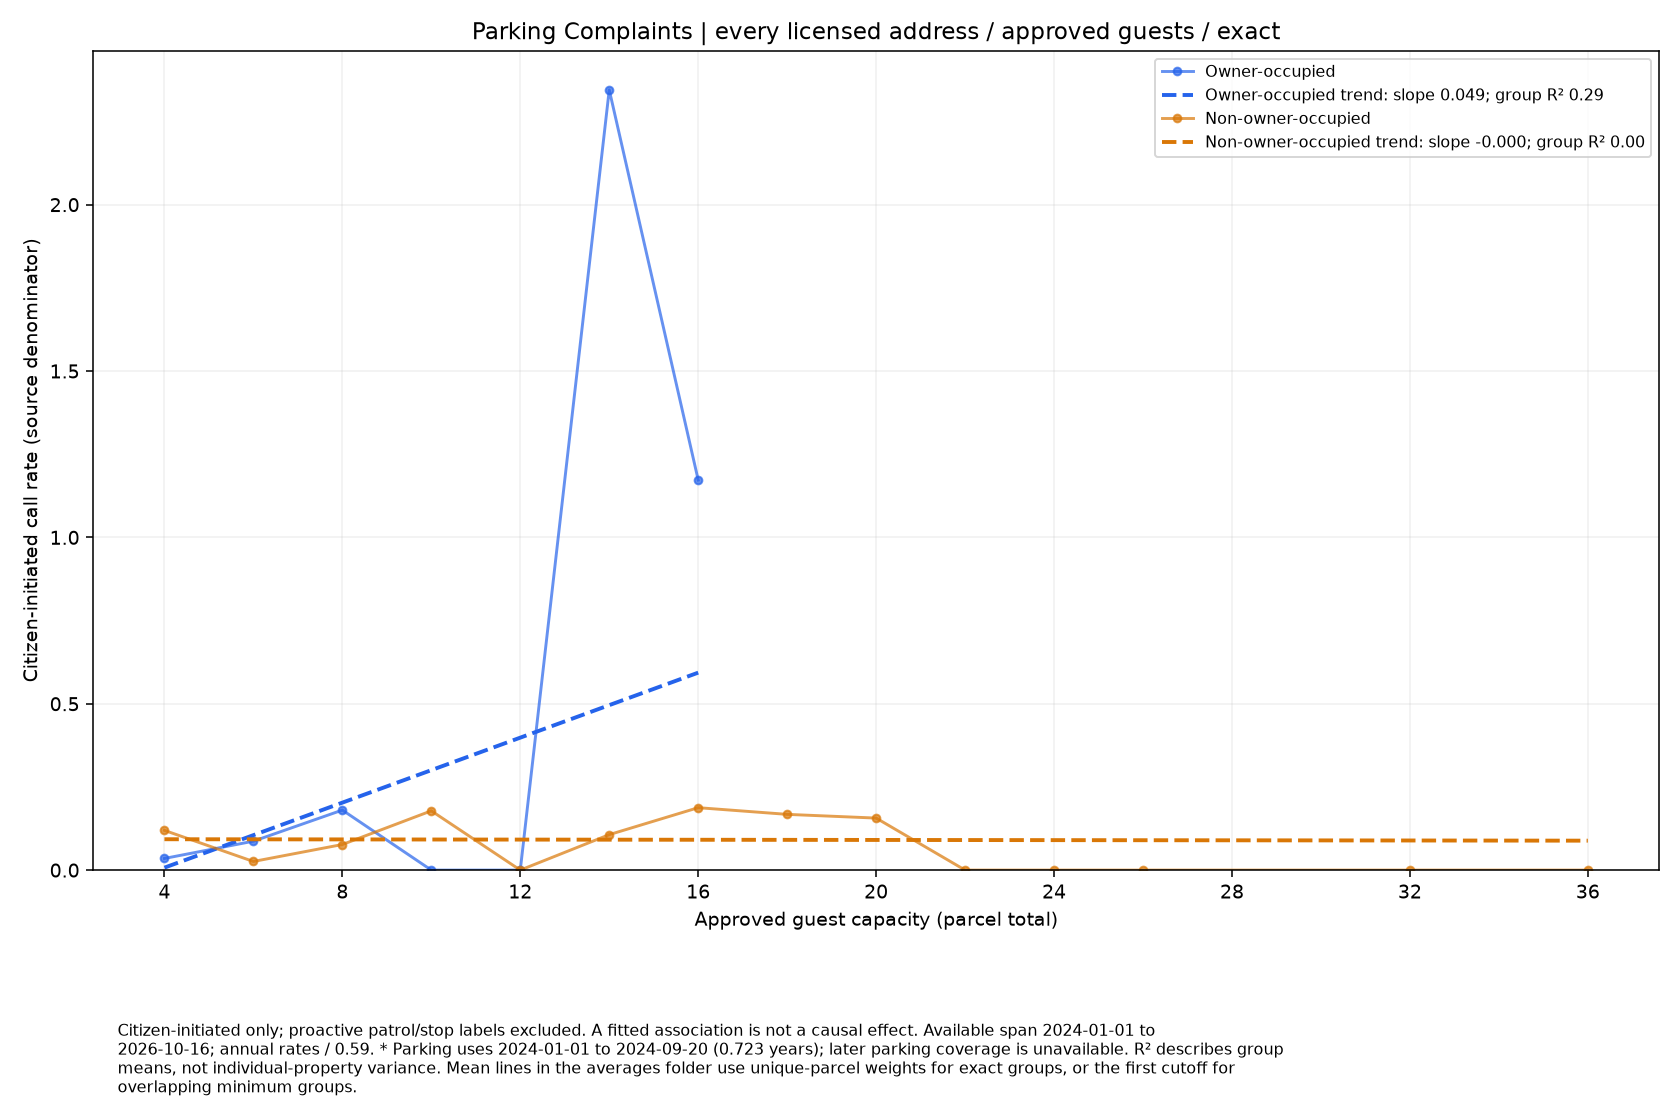 Parking Complaints | every licensed address / approved guests / exact
Owner-occupied
Owner-occupied trend: slope 0.049; group R² 0.29
Non-owner-occupied
Non-owner-occupied trend: slope -0.000; group R² 0.00
Citizen-initiated call rate (source denominator)
2.0
1.5
1.0
0.5
0.0
4 8 12 16 20 24 28 32 36
Approved guest capacity (parcel total)
Citizen-initiated only; proactive patrol/stop labels excluded. A fitted association is not a causal effect. Available span 2024-01-01 to
2026-10-16; annual rates / 0.59. * Parking uses 2024-01-01 to 2024-09-20 (0.723 years); later parking coverage is unavailable. R² describes group
means, not individual-property variance. Mean lines in the averages folder use unique-parcel weights for exact groups, or the first cutoff for
overlapping minimum groups.